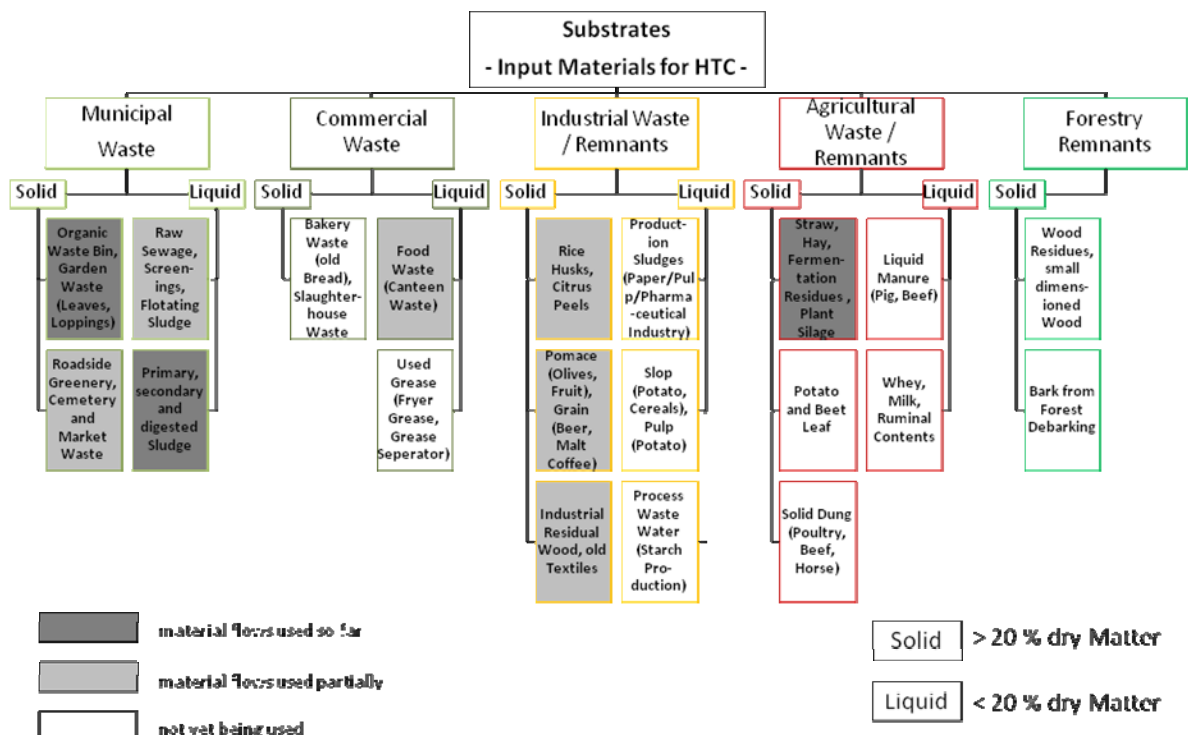 Substrates
- Input Materials for HTC -
Municipal
Waste
Commercial
Waste
Industrial Waste
/ Remnants
Agricultural
Waste /
Remnants
Forestry
Remnants
Solid
Liquid
Solid
Liquid
Solid
Liquid
Solid
Liquid
Solid
Organic
Waste Bin,
Garden
Waste
(Leaves,
Loppings)
Raw
Sewage,
Screen-
ings,
Flotating
Sludge
Bakery
Waste
(old
Bread),
Slaughter-
house
Waste
Food
Waste
(Canteen
Waste)
Rice
Husks,
Citrus
Peels
Product-
ion
Sludges
(Paper/Pul
p/Pharma
-ceutical
Industry)
Straw,
Hay,
Fermen-
tation
Residues ,
Plant
Silage
Liquid
Manure
(Pig, Beef)
Wood
Residues,
small
dimens-
ioned
Wood
Roadside
Greenery,
Cemetery
and
Market
Waste
Primary,
secondary
and
digested
Sludge
Used
Grease
(Fryer
Grease,
Grease
Seperator)
Pomace
(Olives,
Fruit),
Grain
(Beer,
Malt
Coffee)
Slop
(Potato,
Cereals),
Pulp
(Potato)
Potato
and Beet
Leaf
Whey,
Milk,
Ruminal
Contents
Bark from
Forest
Debarking
Industrial
Residual
Wood, old
Textiles
Process
Waste
Water
(Starch
Pro-
duction)
Solid Dung
(Poultry,
Beef,
Horse)
material flows used so far
material flows used partially
not yet being used
Solid > 20 % dry Matter
Liquid < 20 % dry Matter